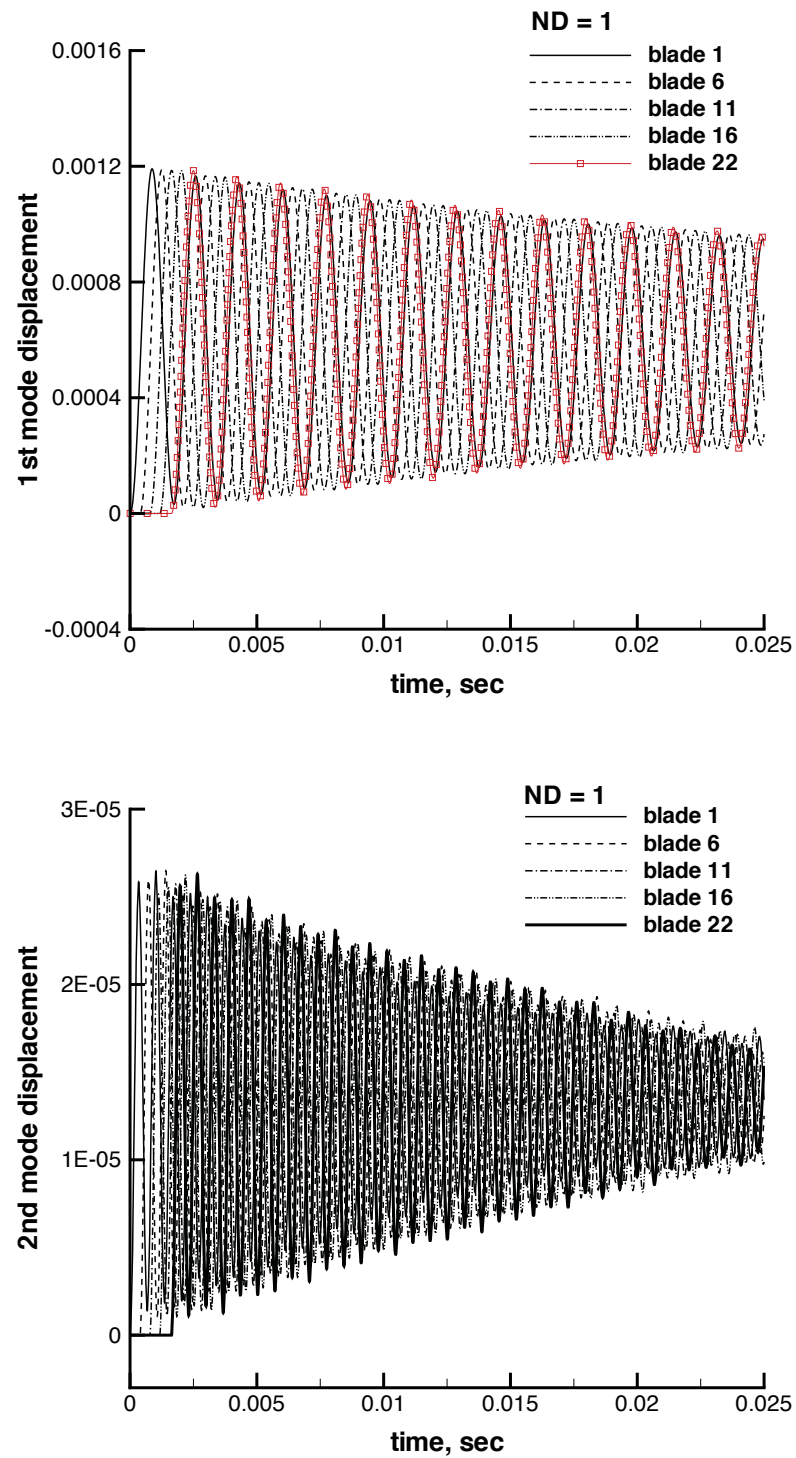 ND = 1
blade 1
blade 6
blade 11
blade 16
blade 22
0.0016
0.0012
0.0008
0.0004
0
-0.0004
1st mode displacement
0 0.005 0.01 0.015 0.02 0.025
time, sec
ND = 1
blade 1
blade 6
blade 11
blade 16
blade 22
3E-05
2E-05
1E-05
0
2nd mode displacement
0 0.005 0.01 0.015 0.02 0.025
time, sec